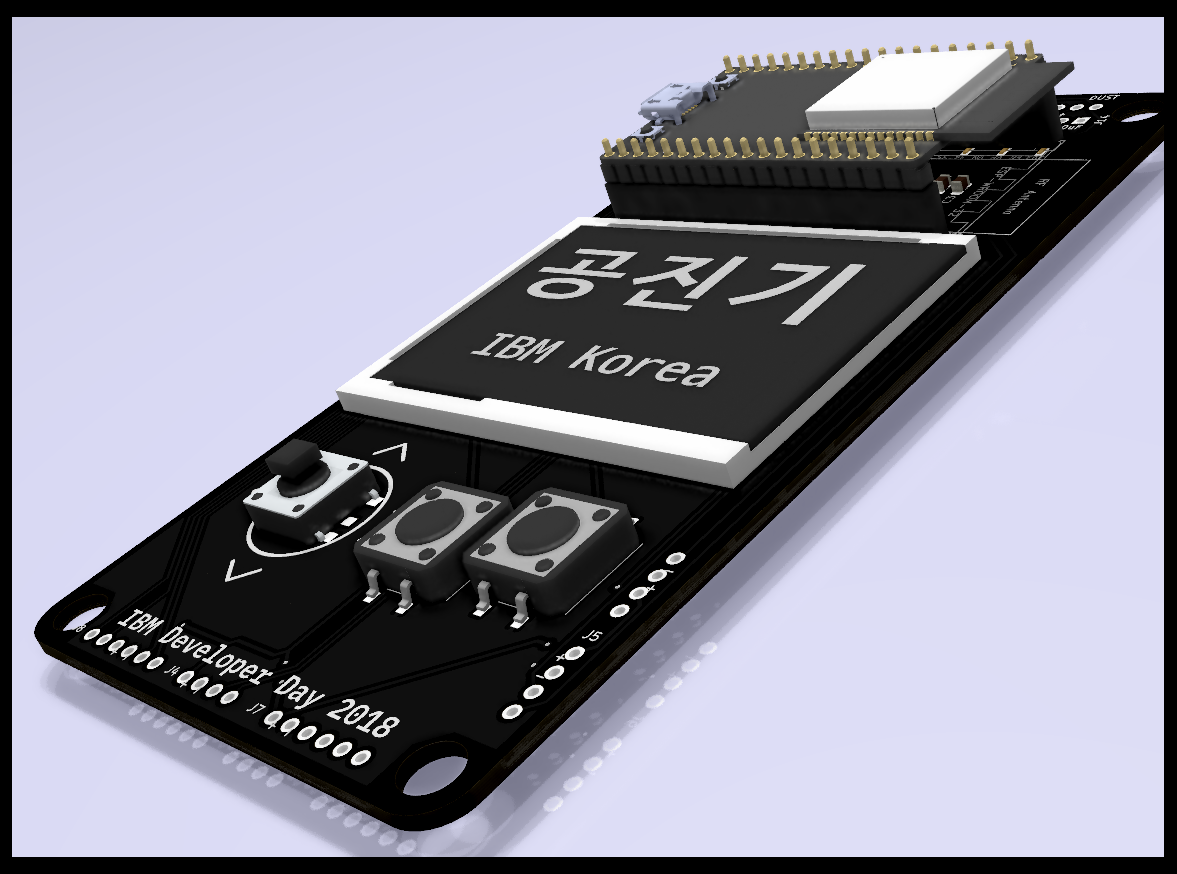 DUST
RF Antenna
공진기
IBM Korea
J5
IBM Developer Day 2018
J4
J7